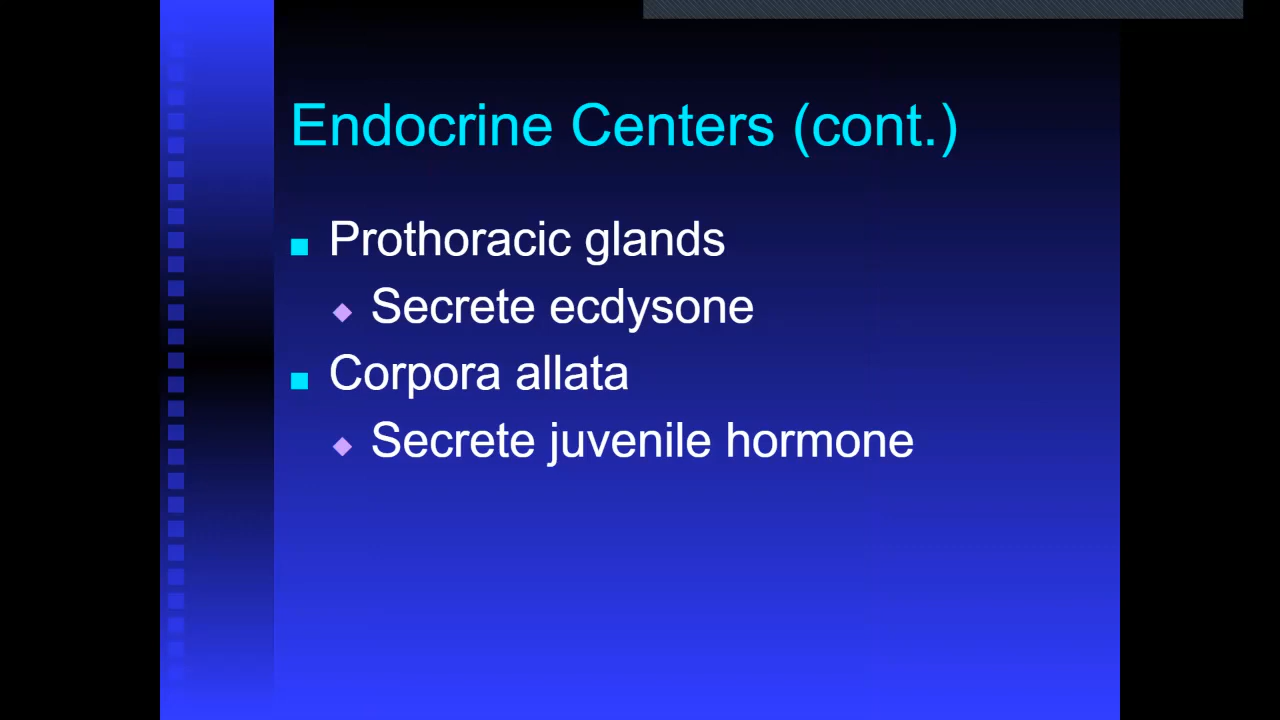 Endocrine Centers (cont.)
Prothoracic glands
Secrete ecdysone
Corpora allata
Secrete juvenile hormone